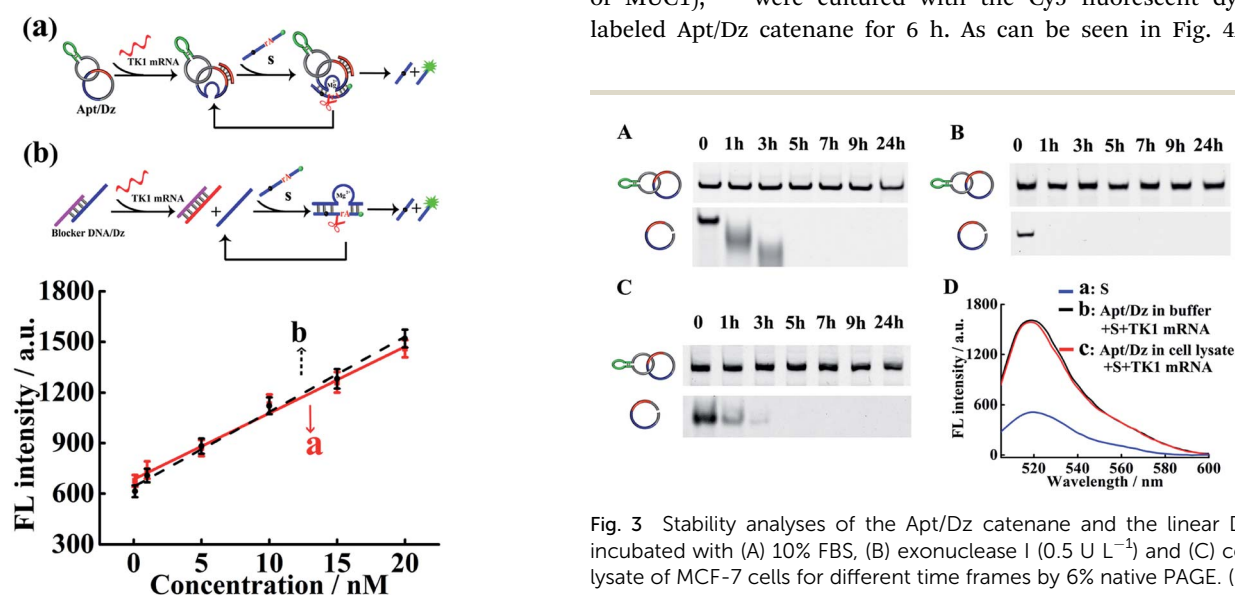 (a)
TK1 mRNA
rA
S
Mg2+
+
Apt/Dz
(b)
TK1 mRNA
rA
S
Mg2+
+
+
rA
Blocker DNA/Dz
1800
1500
1200
900
600
300
FL intensity / a.u.
b
a
0 5 10 15 20
Concentration / nM
were cultured with the Cy5 fluorescent
labeled Apt/Dz catenane for 6 h. As can be seen in Fig. 4
A
0 1h 3h 5h 7h 9h 24h
B
0 1h 3h 5h 7h 9h 24h
C
0 1h 3h 5h 7h 9h 24h
D
1800
1200
600
0
FL intensity / a.u.
a: S
b: Apt/Dz in buffer
+S+TK1 mRNA
c: Apt/Dz in cell lysate
+S+TK1 mRNA
520 540 560 580 600
Wavelength / nm
Fig. 3 Stability analyses of the Apt/Dz catenane and the linear D
incubated with (A) 10% FBS, (B) exonuclease I (0.5 U L−1) and (C) c
lysate of MCF-7 cells for different time frames by 6% native PAGE. (